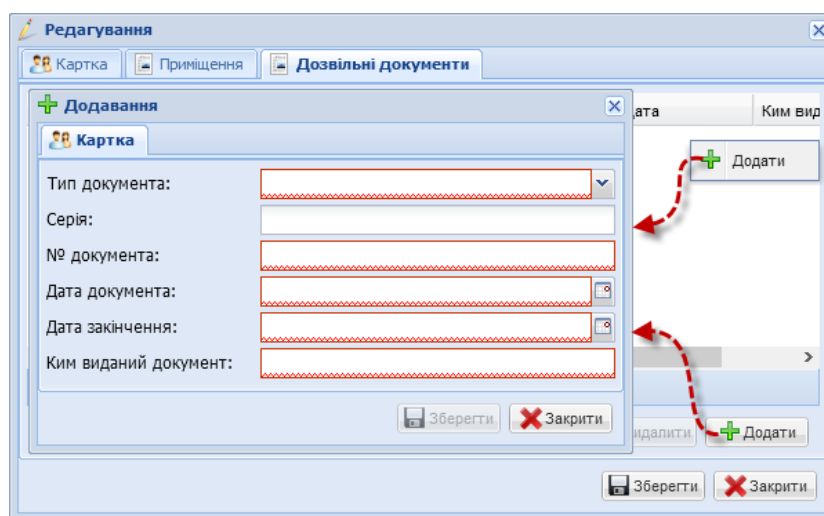 Редагування
Картка Приміщення Дозвільні документи
Додавання
ата Ким вид
Картка
Додати
Тип документа:
Серія:
№ документа:
Дата документа:
Дата закінчення:
Ким виданий документ:
Зберегти Закрити
идалити Додати
Зберегти Закрити